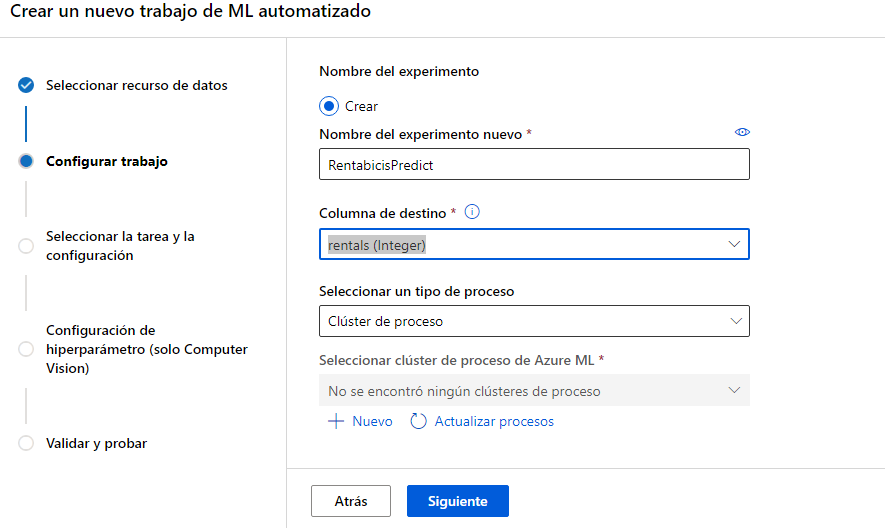 Crear un nuevo trabajo de ML automatizado
Seleccionar recurso de datos
Configurar trabajo
Seleccionar la tarea y la
configuración
Configuración de
hiperparámetro (solo Computer
Vision)
Validar y probar
Nombre del experimento
Crear
Nombre del experimento nuevo *
RentabicisPredict
Columna de destino *
rentals (Integer)
Seleccionar un tipo de proceso
Clúster de proceso
Seleccionar clúster de proceso de Azure ML *
No se encontró ningún clústeres de proceso
Nuevo
Actualizar procesos
Atrás
Siguiente